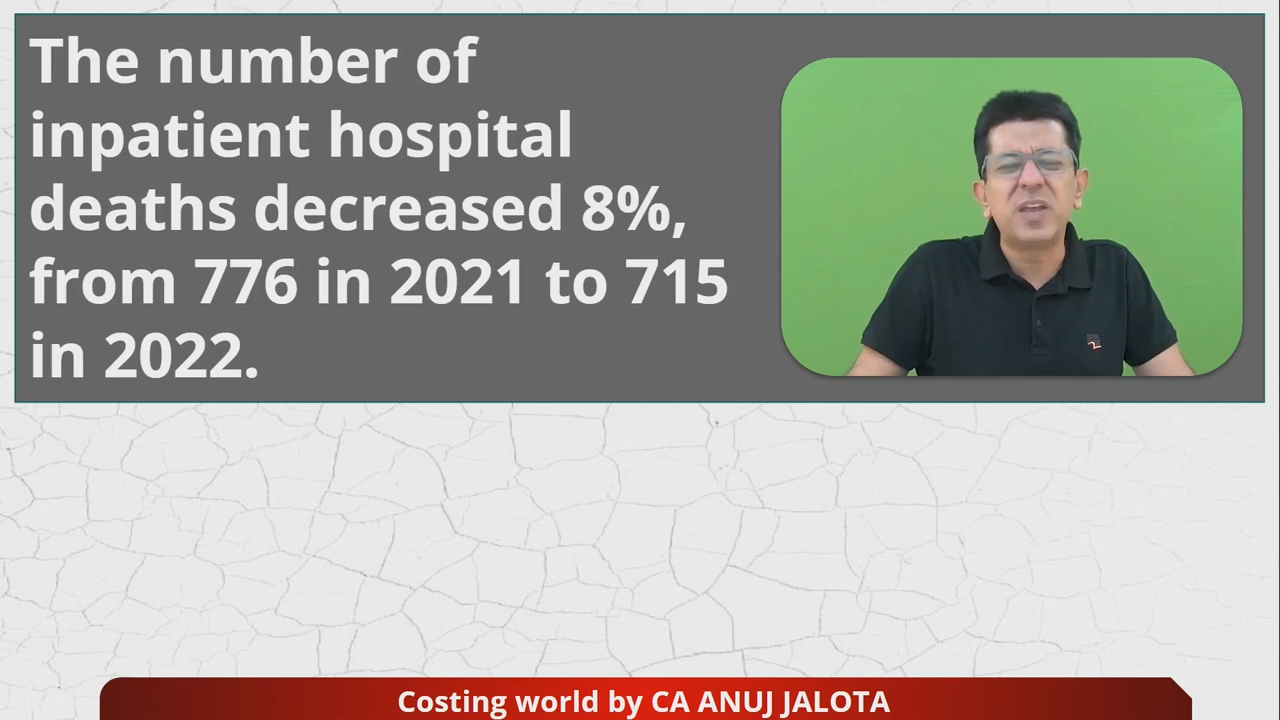 The number of
inpatient hospital
deaths decreased 8%,
from 776 in 2021 to 715
in 2022.
Costing world by CA ANUJ JALOTA